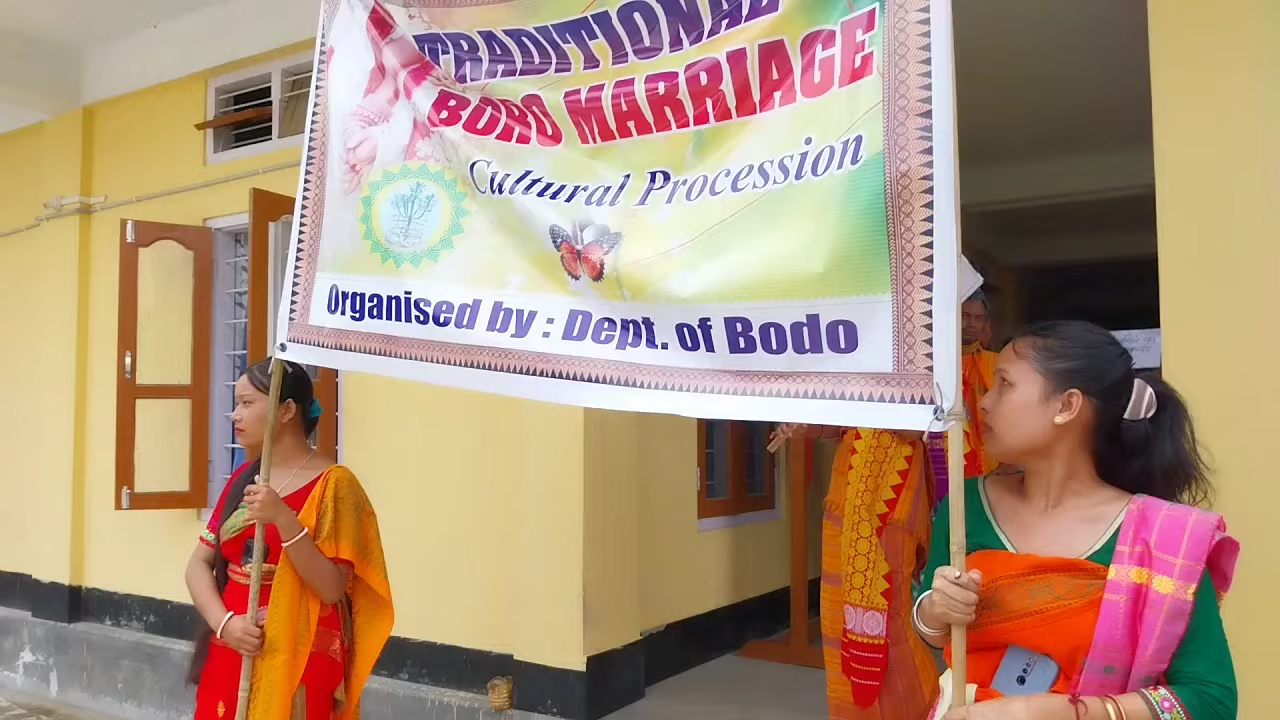 TRADITIONAL
BORO MARRIAGE
Cultural Procession
Organised by : Dept. of Bodo